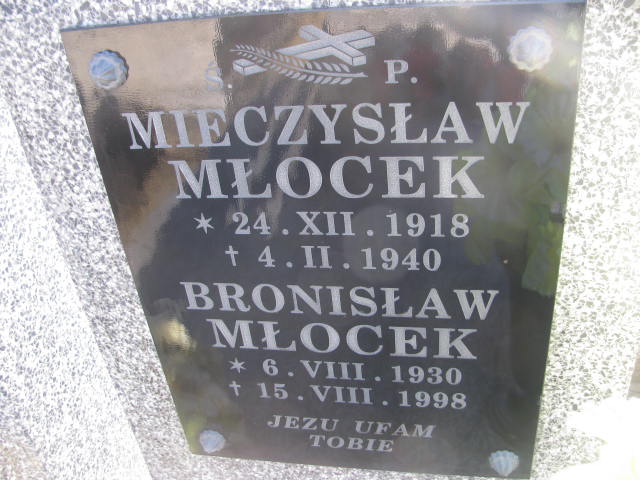 Ś. P.
MIECZYSŁAW
MŁOCEK
* 24.XII.1918
† 4.II.1940
BRONISŁAW
MŁOCEK
* 6.VIII.1930
† 15.VIII.1998
JEZU UFAM
TOBIE